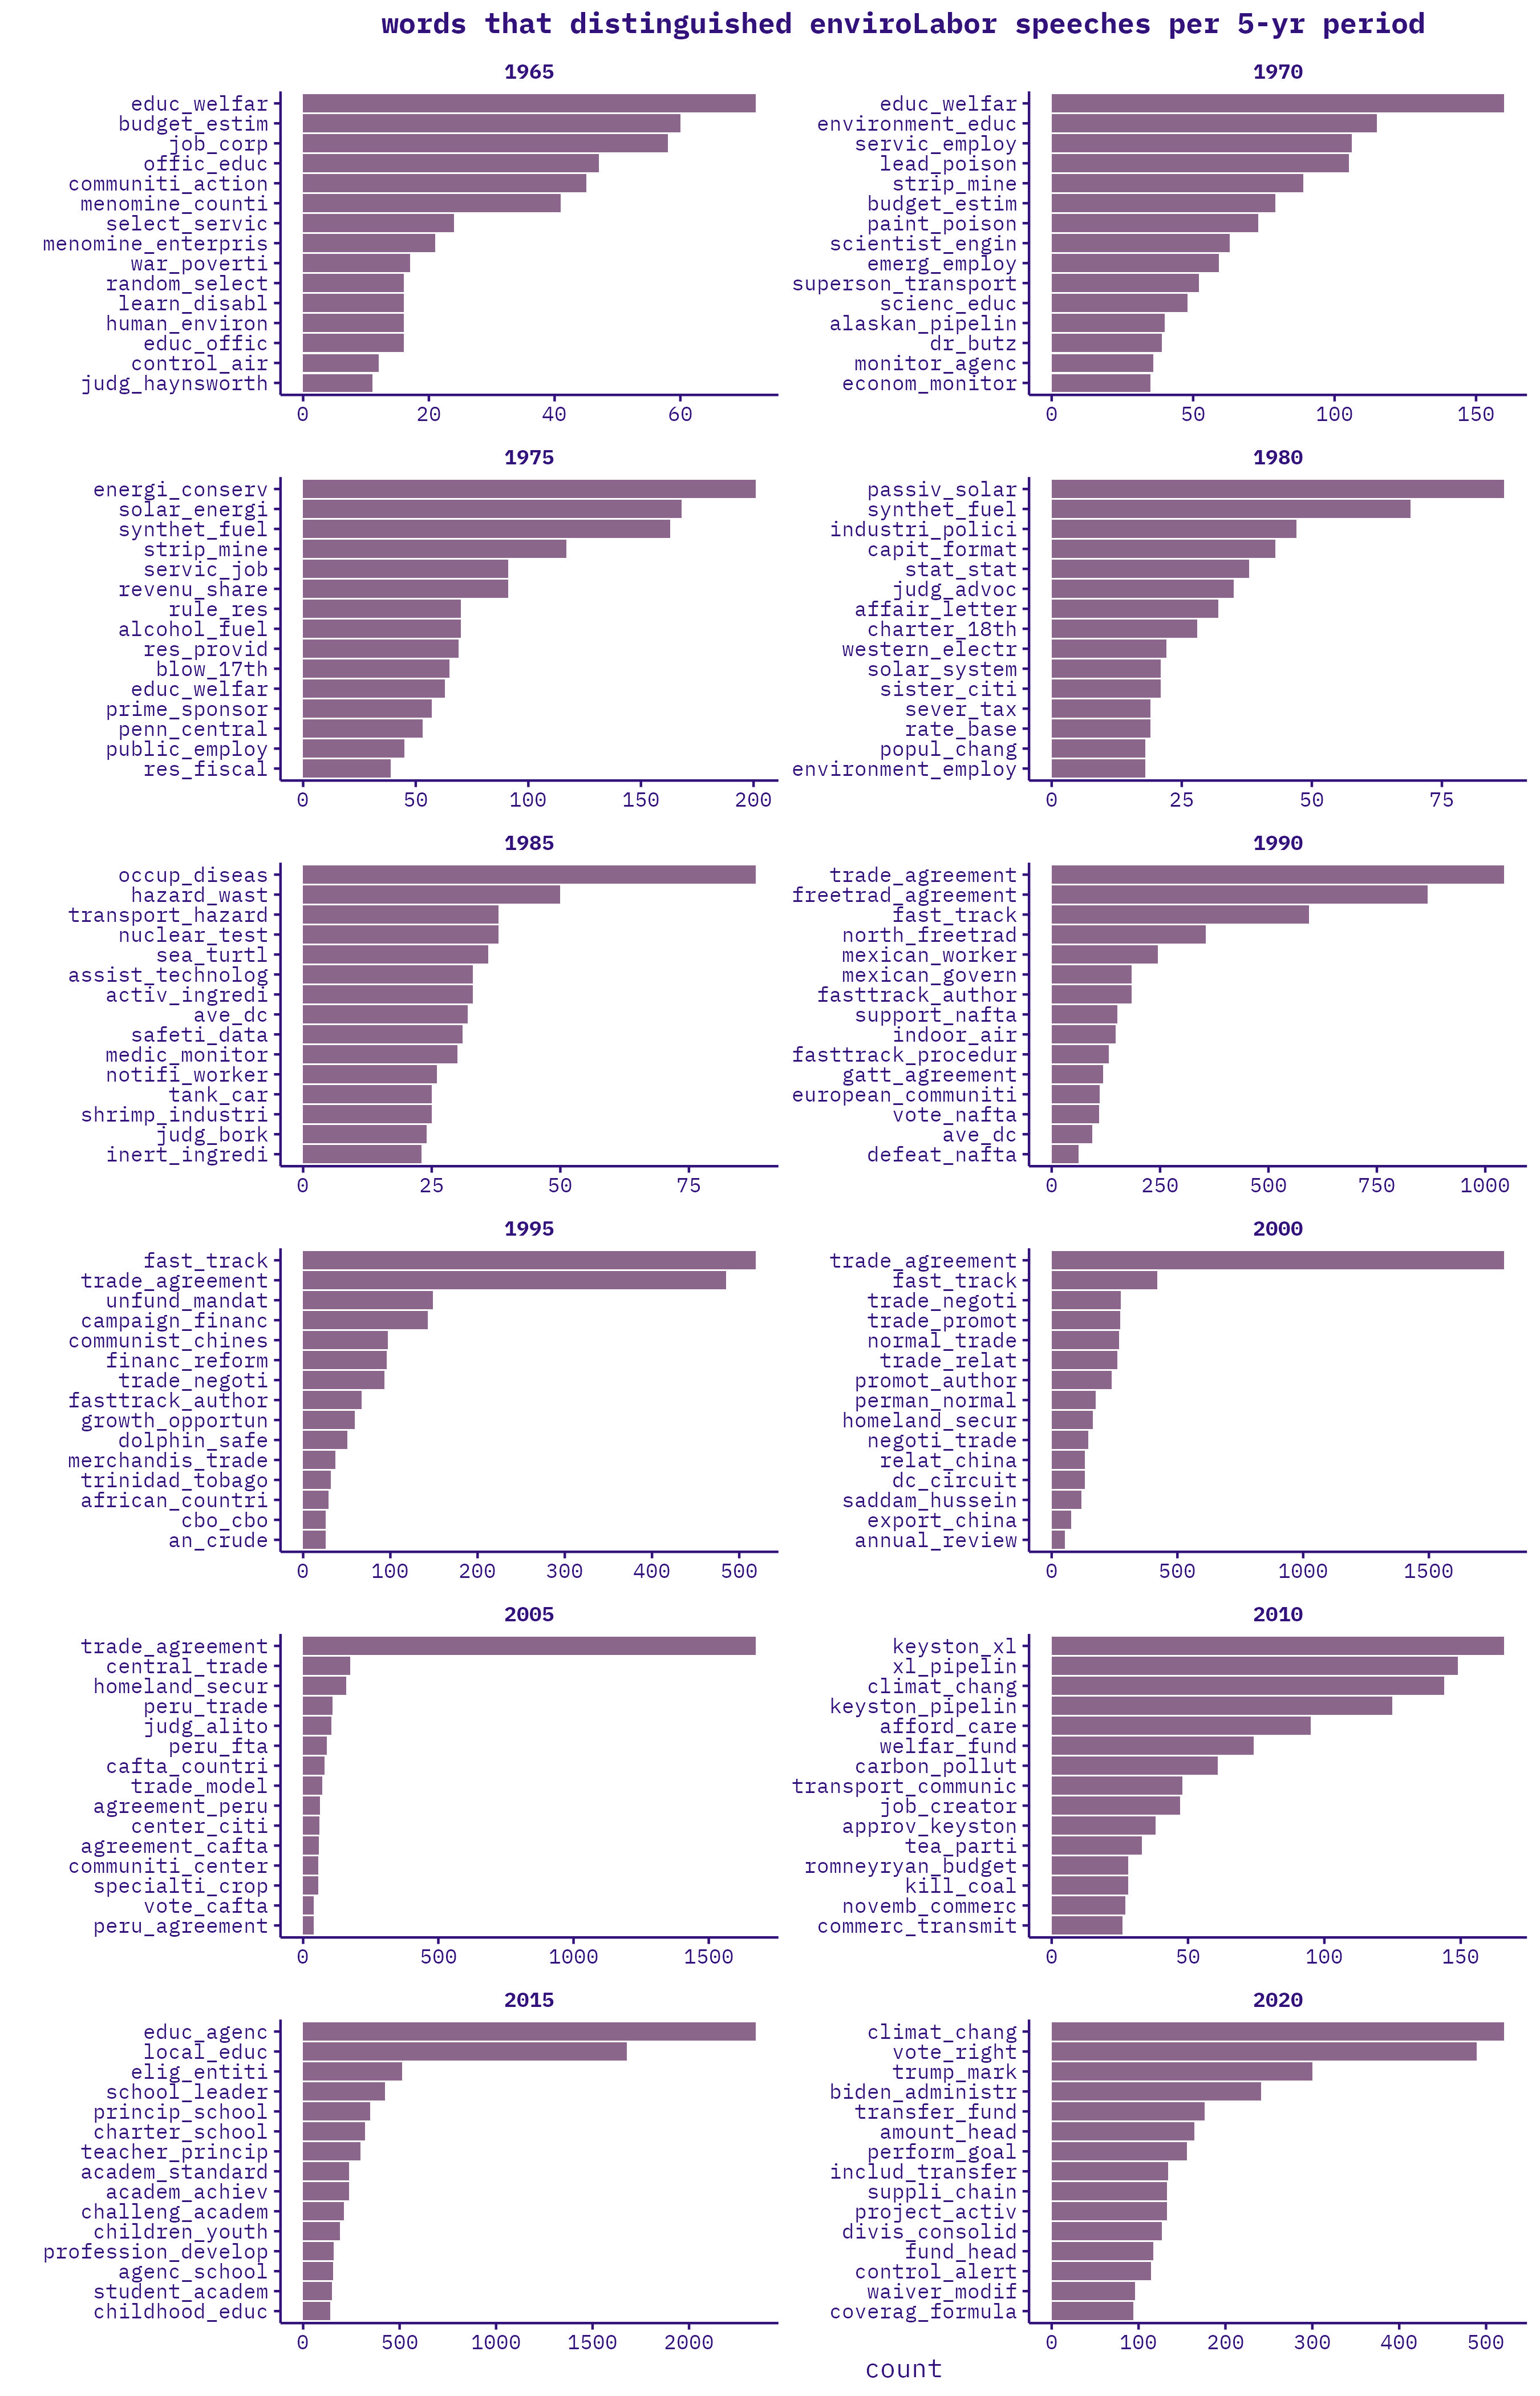 words that distinguished enviroLabor speeches per 5-yr period
1965
educ_welfar
budget_estim
job_corp
offic_educ
communiti_action
menomine_counti
select_servic
menomine_enterpris
war_poverti
random_select
learn_disabl
human_environ
educ_offic
control_air
judg_haynsworth
0 20 40 60
1970
educ_welfar
environment_educ
servic_employ
lead_poison
strip_mine
budget_estim
paint_poison
scientist_engin
emerg_employ
superson_transport
scienc_educ
alaskan_pipelin
dr_butz
monitor_agenc
econom_monitor
0 50 100 150
1975
energi_conserv
solar_energi
synthet_fuel
strip_mine
servic_job
revenu_share
rule_res
alcohol_fuel
res_provid
blow_17th
educ_welfar
prime_sponsor
penn_central
public_employ
res_fiscal
0 50 100 150 200
1980
passiv_solar
synthet_fuel
industri_polici
capit_format
stat_stat
judg_advoc
affair_letter
charter_18th
western_electr
solar_system
sister_citi
sever_tax
rate_base
popul_chang
environment_employ
0 25 50 75
1985
occup_diseas
hazard_wast
transport_hazard
nuclear_test
sea_turtl
assist_technolog
activ_ingredi
ave_dc
safeti_data
medic_monitor
notifi_worker
tank_car
shrimp_industri
judg_bork
inert_ingredi
0 25 50 75
1990
trade_agreement
freetrad_agreement
fast_track
north_freetrad
mexican_worker
mexican_govern
fasttrack_author
support_nafta
indoor_air
fasttrack_procedur
gatt_agreement
european_communiti
vote_nafta
ave_dc
defeat_nafta
0 250 500 750 1000
1995
fast_track
trade_agreement
unfund_mandat
campaign_financ
communist_chines
financ_reform
trade_negoti
fasttrack_author
growth_opportun
dolphin_safe
merchandis_trade
trinidad_tobago
african_countri
cbo_cbo
an_crude
0 100 200 300 400 500
2000
trade_agreement
fast_track
trade_negoti
trade_promot
normal_trade
trade_relat
promot_author
perman_normal
homeland_secur
negoti_trade
relat_china
dc_circuit
saddam_hussein
export_china
annual_review
0 500 1000 1500
2005
trade_agreement
central_trade
homeland_secur
peru_trade
judg_alito
peru_fta
cafta_countri
trade_model
agreement_peru
center_citi
agreement_cafta
communiti_center
specialti_crop
vote_cafta
peru_agreement
0 500 1000 1500
2010
keyston_xl
xl_pipelin
climat_chang
keyston_pipelin
afford_care
welfar_fund
carbon_pollut
transport_communic
job_creator
approv_keyston
tea_parti
romneyryan_budget
kill_coal
novemb_commerc
commerc_transmit
0 50 100 150
2015
educ_agenc
local_educ
elig_entiti
school_leader
princip_school
charter_school
teacher_princip
academ_standard
academ_achiev
challeng_academ
children_youth
profession_develop
agenc_school
student_academ
childhood_educ
0 500 1000 1500 2000
2020
climat_chang
vote_right
trump_mark
biden_administr
transfer_fund
amount_head
perform_goal
includ_transfer
suppli_chain
project_activ
divis_consolid
fund_head
control_alert
waiver_modif
coverag_formula
0 100 200 300 400 500
count